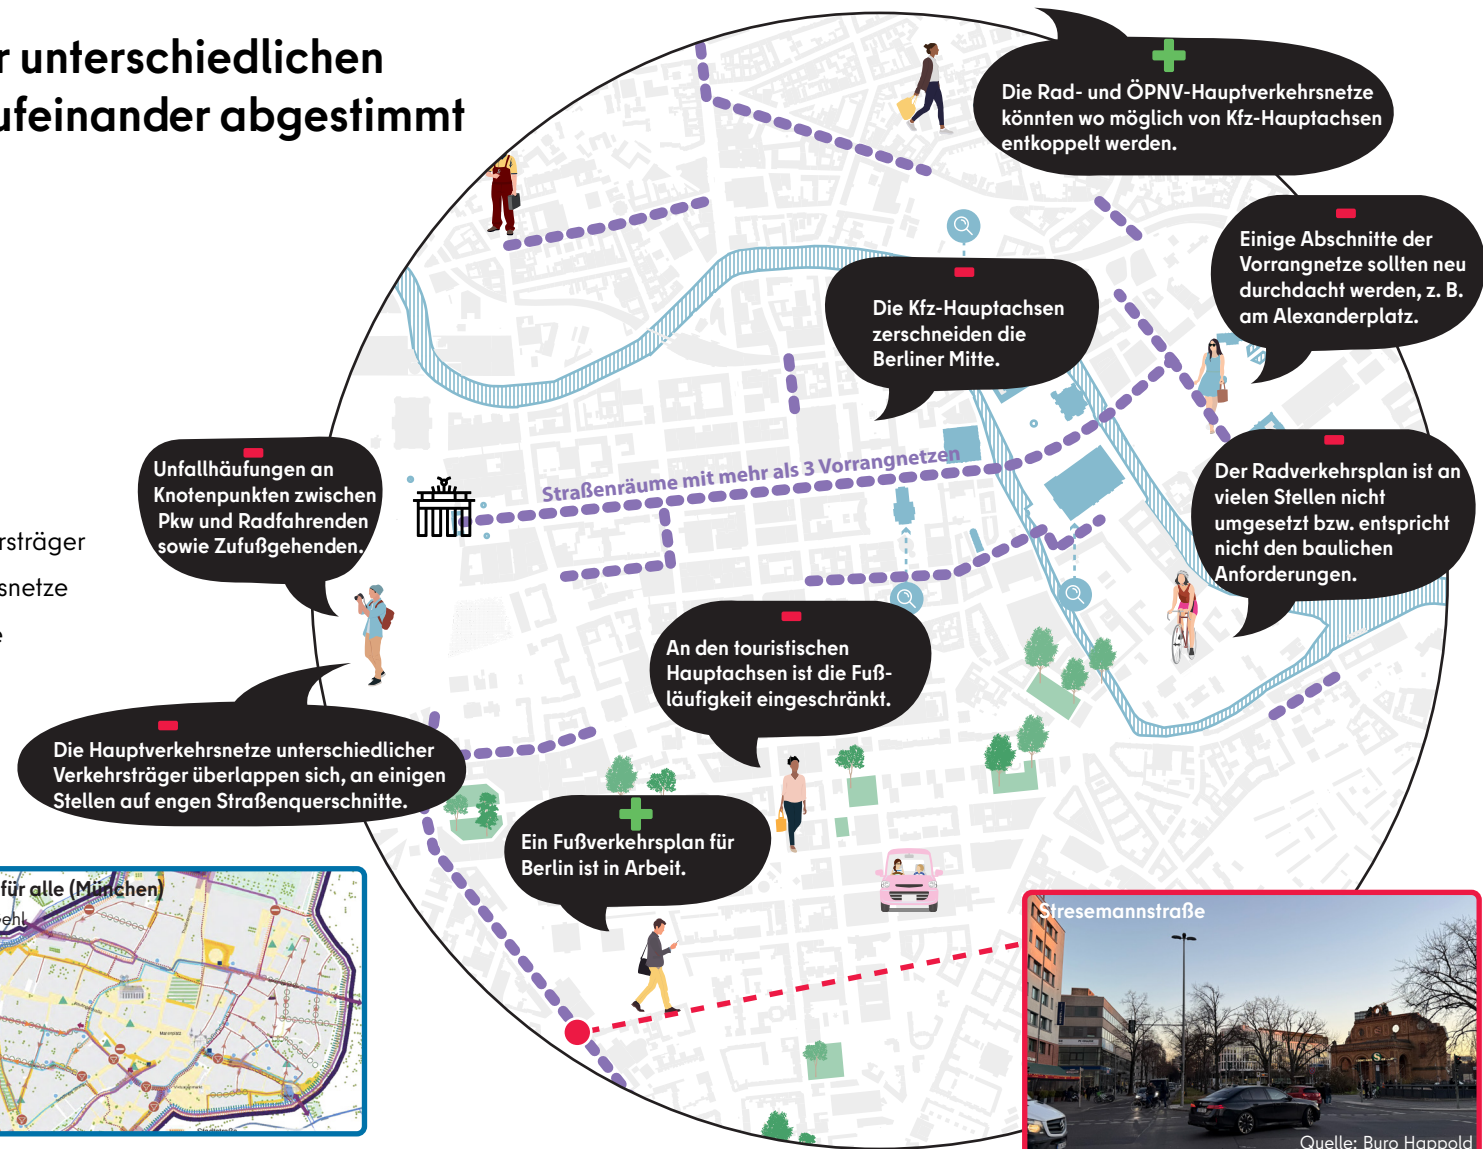 r unterschiedlichen
ufeinander abgestimmt
Die Rad- und ÖPNV-Hauptverkehrsnetze
könnten wo möglich von Kfz-Hauptachsen
entkoppelt werden.
Einige Abschnitte der
Vorrangnetze sollten neu
durchdacht werden, z. B.
am Alexanderplatz.
Die Kfz-Hauptachsen
zerschneiden die
Berliner Mitte.
Unfallhäufungen an
Knotenpunkten zwischen
Pkw und Radfahrenden
sowie Zufußgehenden.
Straßenräume mit mehr als 3 Vorrangnetzen
Der Radverkehrsplan ist an
vielen Stellen nicht
umgesetzt bzw. entspricht
nicht den baulichen
Anforderungen.
rsträger
snetze
e
An den touristischen
Hauptachsen ist die Fuß-
läufigkeit eingeschränkt.
Die Hauptverkehrsnetze unterschiedlicher
Verkehrsträger überlappen sich, an einigen
Stellen auf engen Straßenquerschnitte.
Ein Fußverkehrsplan für
Berlin ist in Arbeit.
für alle (München)
Gehl
Stresemannstraße
Quelle: Buro Happold